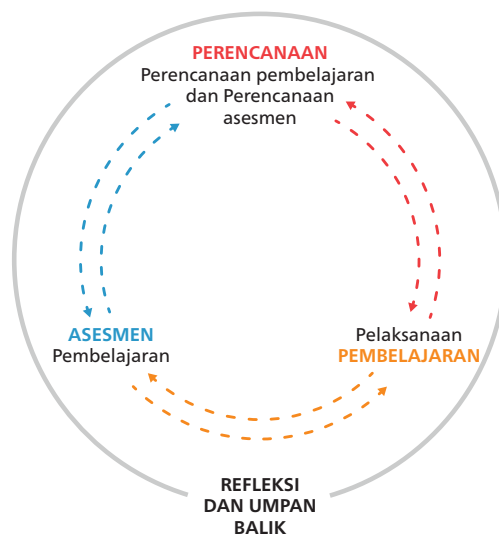 PERENCANAAN
Perencanaan pembelajaran
dan Perencanaan
asesmen
ASESMEN
Pembelajaran
Pelaksanaan
PEMBELAJARAN
REFLEKSI
DAN UMPAN
BALIK